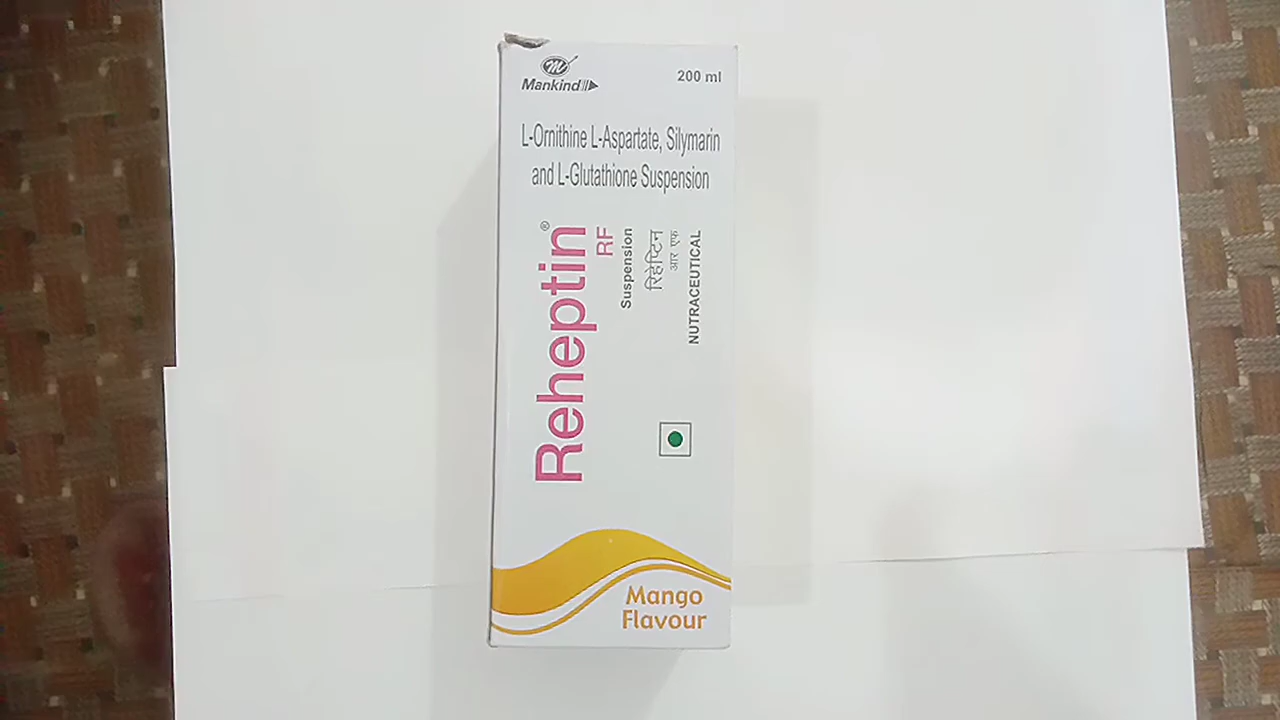 Mankind
200 ml
L-Ornithine L-Aspartate, Silymarin
and L-Glutathione Suspension
Reheptin®
RF
Suspension
रिहेप्टिन
आर एफ
NUTRACEUTICAL
Mango
Flavour